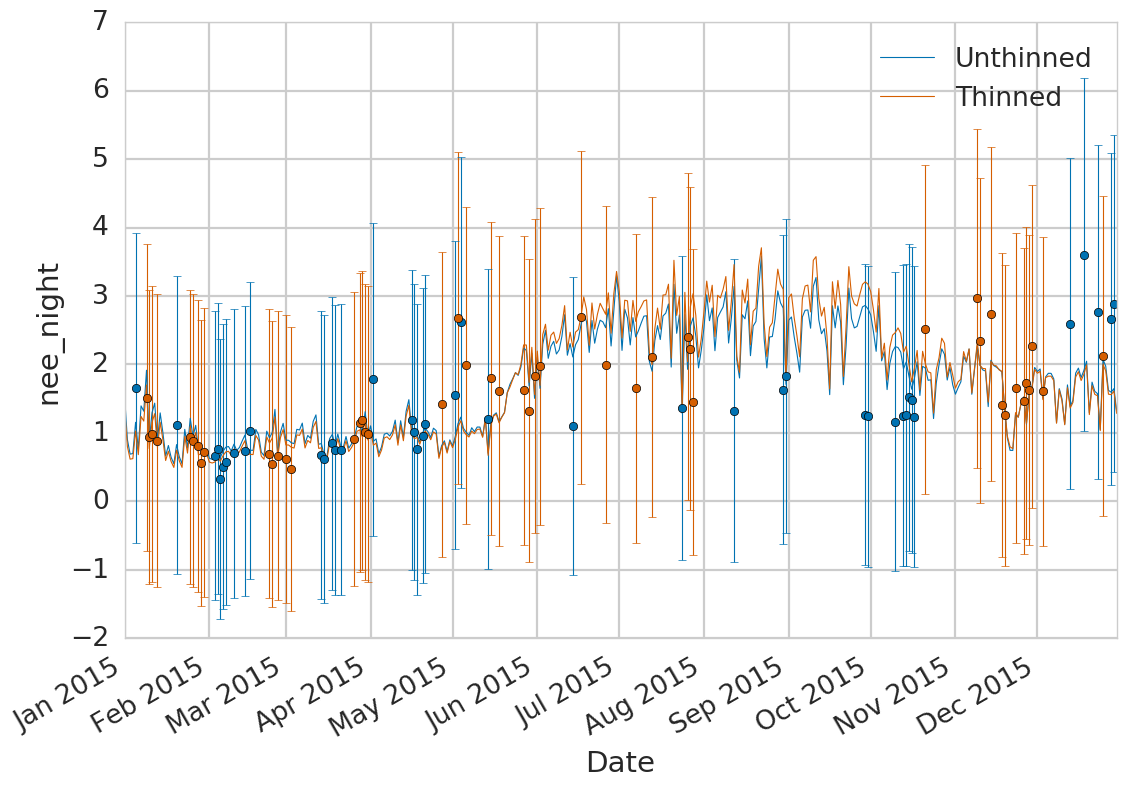 7
6
5
4
3
2
1
0
−1
−2
nee_night
Unthinned
Thinned
Jan 2015
Feb 2015
Mar 2015
Apr 2015
May 2015
Jun 2015
Jul 2015
Aug 2015
Sep 2015
Oct 2015
Nov 2015
Dec 2015
Date